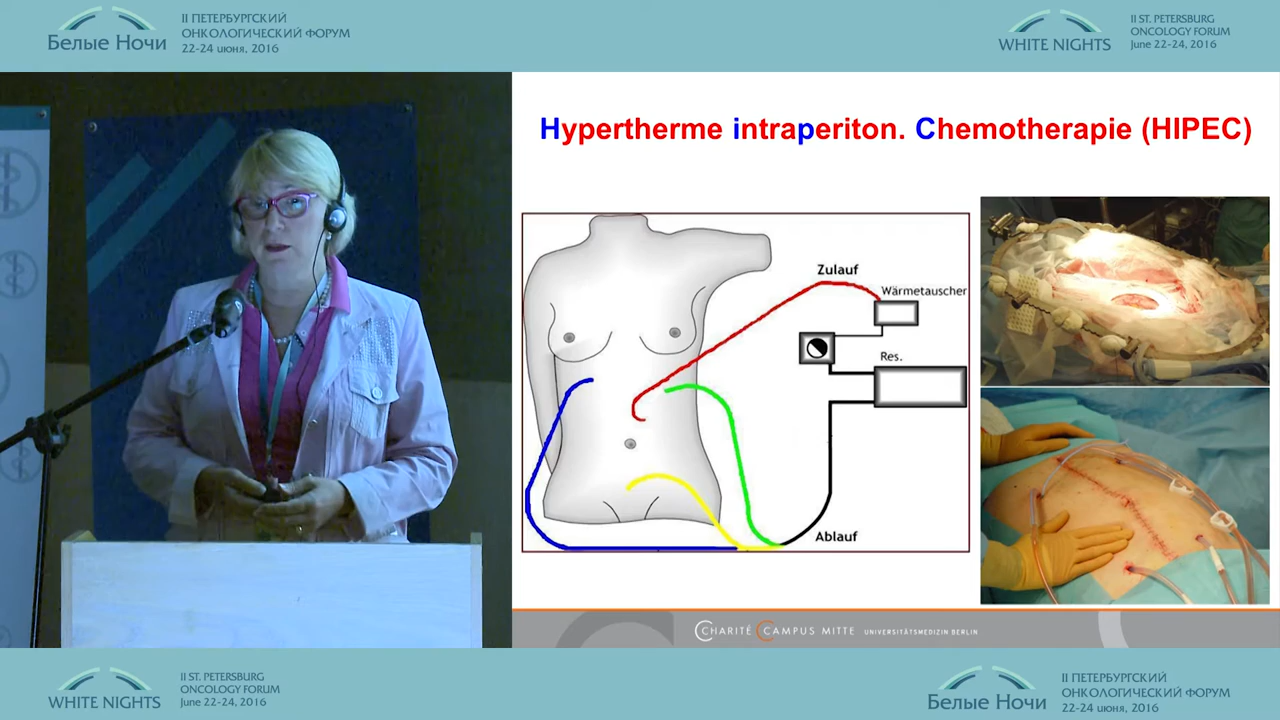 Белые Ночи
II ПЕТЕРБУРГСКИЙ
ОНКОЛОГИЧЕСКИЙ ФОРУМ
22-24 июня, 2016
WHITE NIGHTS
II ST. PETERSBURG
ONCOLOGY FORUM
June 22-24, 2016
Hypertherme intraperiton. Chemotherapie (HIPEC)
Zulauf
Wärmetauscher
Res.
Ablauf
CHARITÉ CAMPUS MITTE UNIVERSITÄTSMEDIZIN BERLIN
WHITE NIGHTS
II ST. PETERSBURG
ONCOLOGY FORUM
June 22-24, 2016
Белые Ночи
II ПЕТЕРБУРГСКИЙ
ОНКОЛОГИЧЕСКИЙ ФОРУМ
22-24 июня, 2016